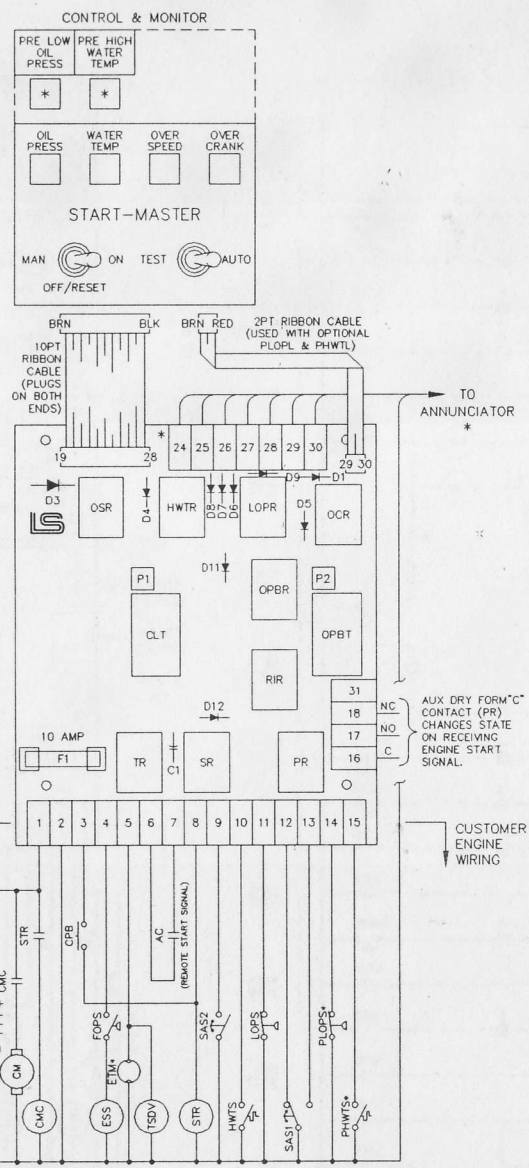 CONTROL & MONITOR
PRE LOW OIL PRESS
PRE HIGH WATER TEMP
*
*
OIL PRESS
WATER TEMP
OVER SPEED
OVER CRANK
START-MASTER
MAN
ON
OFF/RESET
TEST
AUTO
BRN
BLK
BRN RED
10PT RIBBON CABLE (PLUGS ON BOTH ENDS)
2PT RIBBON CABLE
(USED WITH OPTIONAL
PLOPL & PHWTL)
TO
ANNUNCIATOR
*
19
28
*
24 25 26 27 28 29 30
29 30
D3
LS
OSR
D4
HWTR
D8
D7
D6
LOPR
D9
D1
D5
OCR
D11
P1
P2
CLT
OPBR
OPBT
RIR
D12
31
18
NC
17
NO
16
C
AUX DRY FORM"C"
CONTACT (PR)
CHANGES STATE
ON RECEIVING
ENGINE START
SIGNAL.
10 AMP
F1
TR
C1
SR
PR
1 2 3 4 5 6 7 8 9 10 11 12 13 14 15
CUSTOMER
ENGINE
WIRING
STR
CPB
AC
(REMOTE START SIGNAL)
CMC
FOPS
ETM*
SAS2
LOPS
PLOPS*
CM
CMC
ESS
TSDV
STR
HWTS
SAS1
PHWTS*